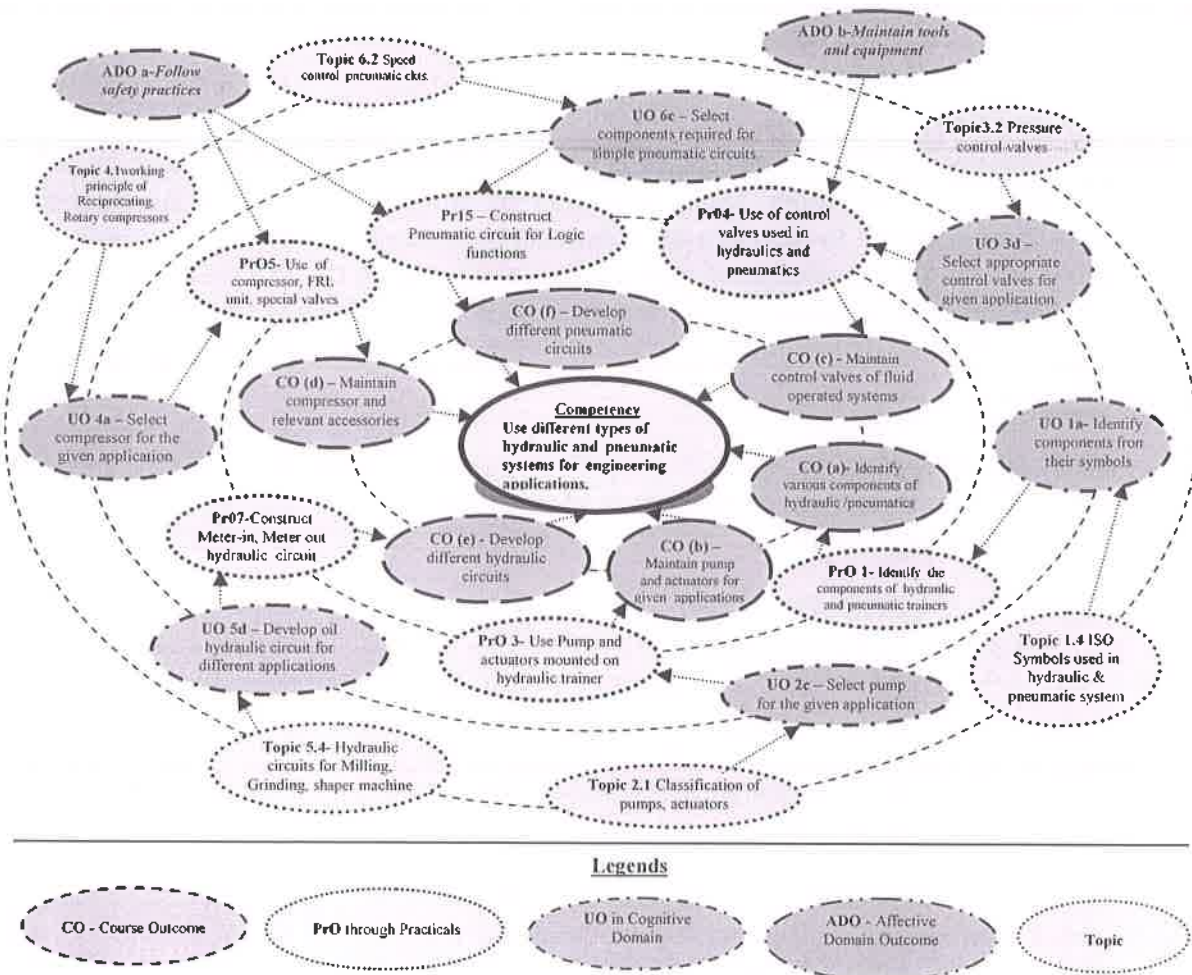 ADO a-Follow
safety practices
Topic 6.2 Speed
control pneumatic ckts.
ADO b-Maintain tools
and equipment
UO 6c – Select
components required for
simple pneumatic circuits.
Topic3.2 Pressure
control valves
Topic 4.1working
principle of
Reciprocating,
Rotary compressors
Pr15 – Construct
Pneumatic circuit for Logic
functions
Pr04- Use of control
valves used in
hydraulics and
pneumatics
UO 3d –
Select appropriate
control valves for
given application.
PrO5- Use of
compressor, FRL
unit, special valves
CO (f) – Develop
different pneumatic
circuits
CO (c) - Maintain
control valves of fluid
operated systems
CO (d) – Maintain
compressor and
relevant accessories
UO 4a – Select
compressor for the
given application
Competency
Use different types of
hydraulic and pneumatic
systems for engineering
applications.
UO 1a- Identify
components from
their symbols
CO (a)- Identify
various components of
hydraulic /pneumatics
Pr07-Construct
Meter-in, Meter out
hydraulic circuit
CO (e) - Develop
different hydraulic
circuits
CO (b) –
Maintain pump
and actuators for
given applications
PrO 1- Identify the
components of hydraulic
and pneumatic trainers
UO 5d – Develop oil
hydraulic circuit for
different applications
PrO 3- Use Pump and
actuators mounted on
hydraulic trainer
UO 2c – Select pump
for the given application
Topic 1.4 ISO
Symbols used in
hydraulic &
pneumatic system
Topic 5.4- Hydraulic
circuits for Milling,
Grinding, shaper machine
Topic 2.1 Classification of
pumps, actuators
Legends
CO - Course Outcome
PrO through Practicals
UO in Cognitive
Domain
ADO - Affective
Domain Outcome
Topic